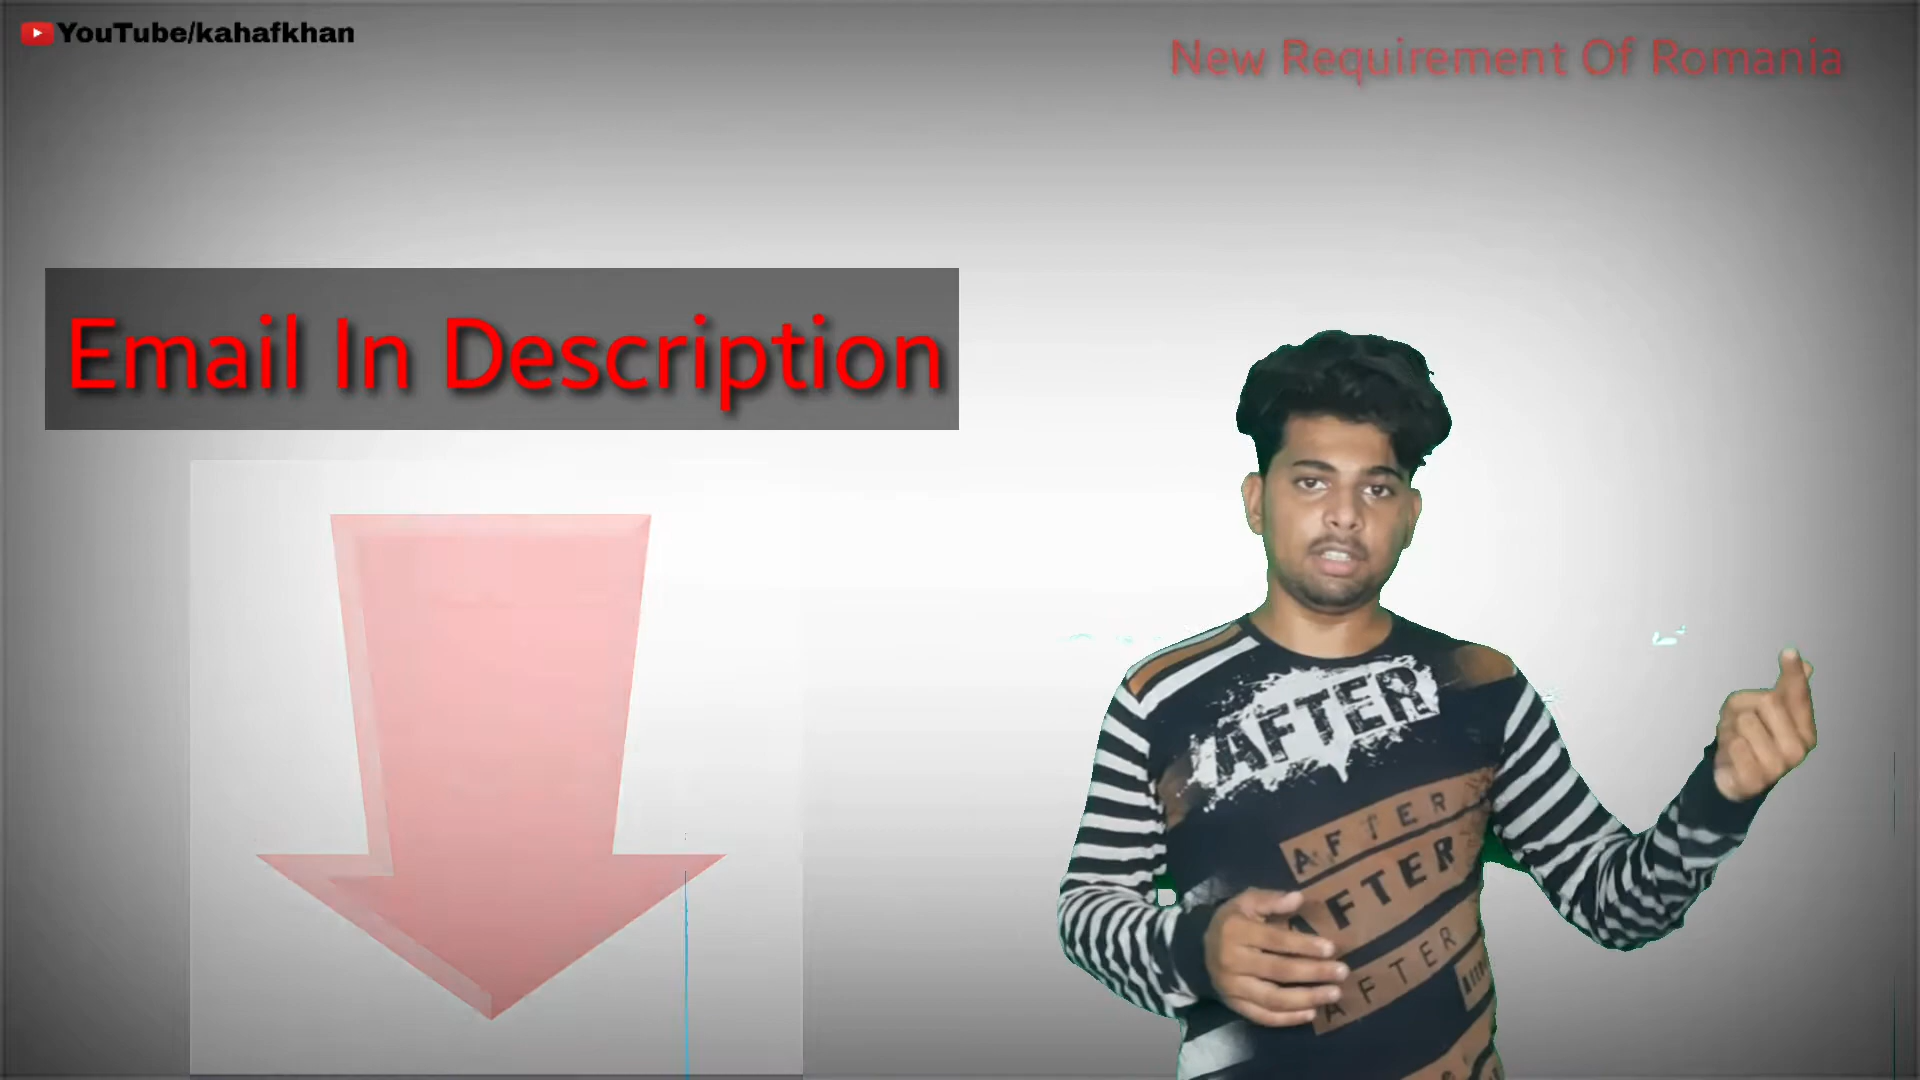 YouTube/kahafkhan
New Requirement Of Romania
Email In Description
AFTER
AFTER
AFTER
AFTER